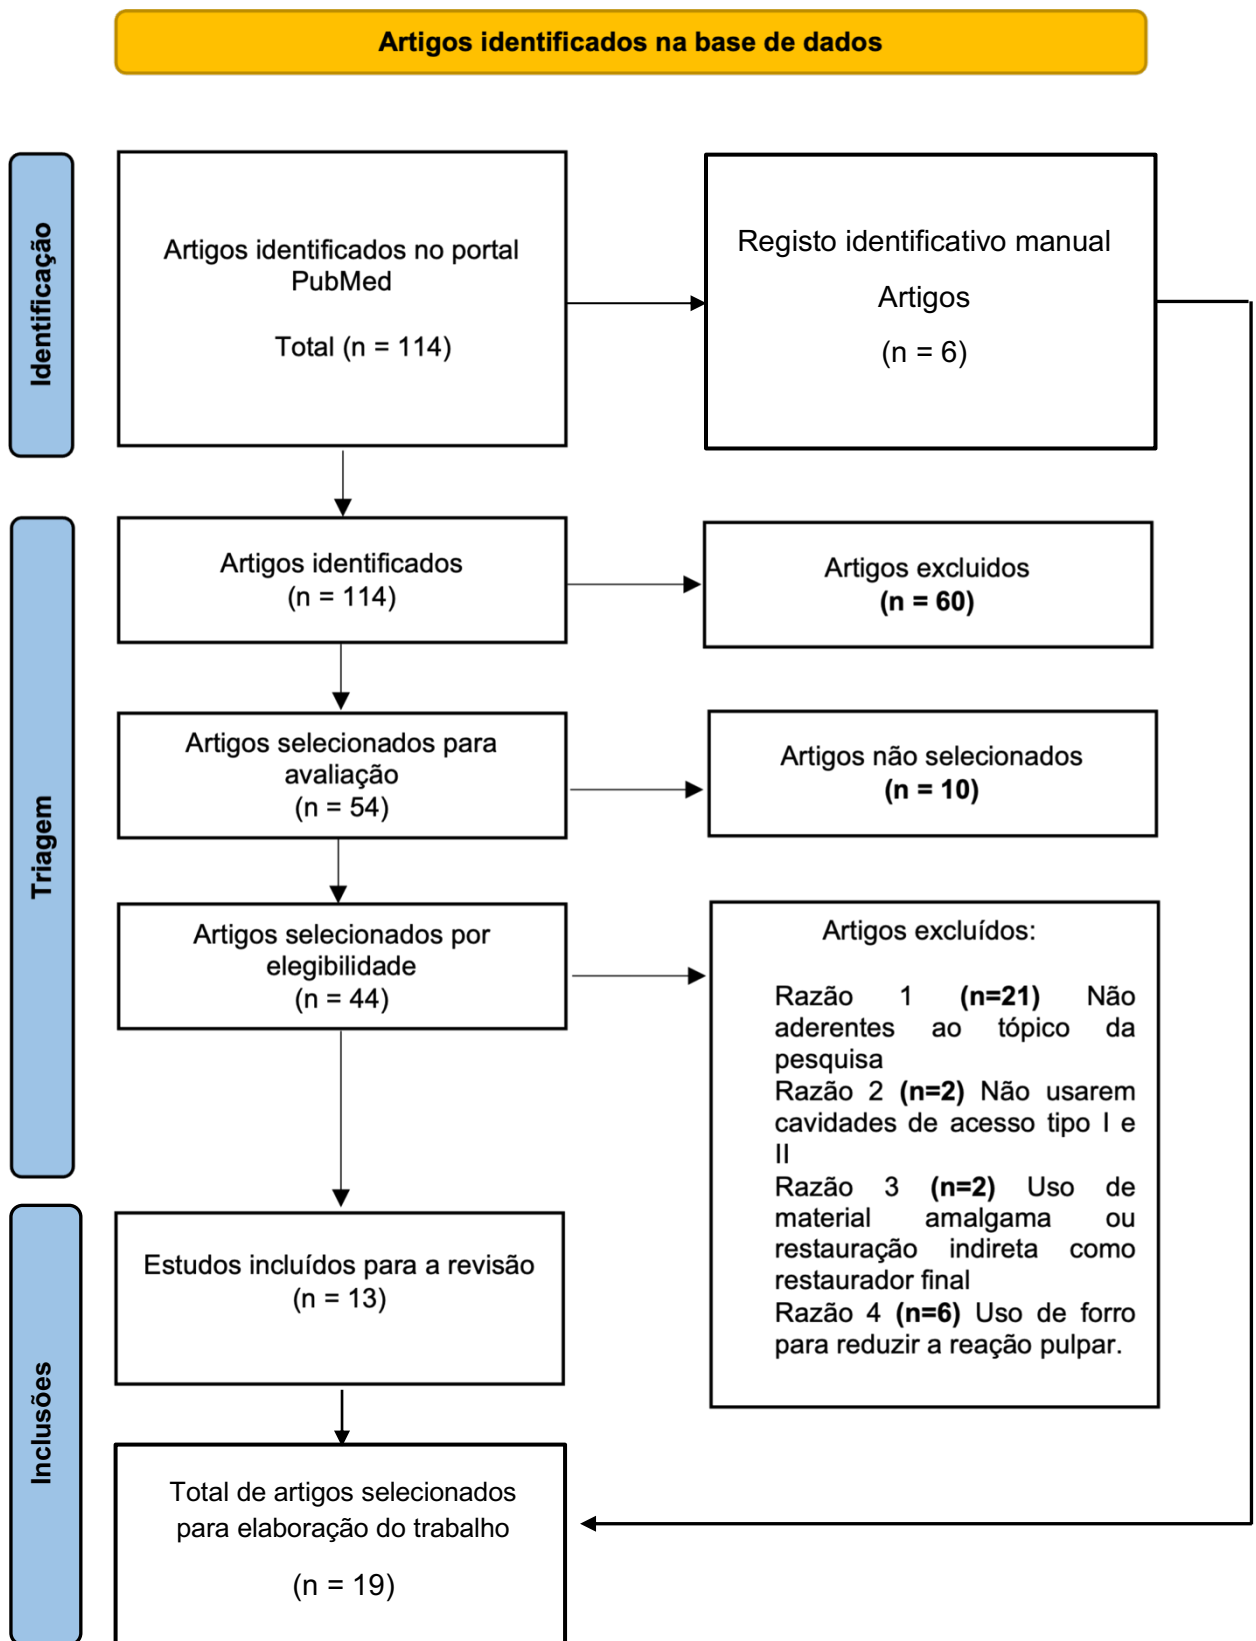 Artigos identificados na base de dados
Identificação
Artigos identificados no portal
PubMed
Total (n = 114)
Registo identificativo manual
Artigos
(n = 6)
Triagem
Artigos identificados
(n = 114)
Artigos excluidos
(n = 60)
Artigos selecionados para
avaliação
(n = 54)
Artigos não selecionados
(n = 10)
Artigos selecionados por
elegibilidade
(n = 44)
Artigos excluídos:
Razão 1 (n=21) Não
aderentes ao tópico da
pesquisa
Razão 2 (n=2) Não usarem
cavidades de acesso tipo I e
II
Razão 3 (n=2) Uso de
material amalgama ou
restauração indireta como
restaurador final
Razão 4 (n=6) Uso de forro
para reduzir a reação pulpar.
Inclusões
Estudos incluídos para a revisão
(n = 13)
Total de artigos selecionados
para elaboração do trabalho
(n = 19)